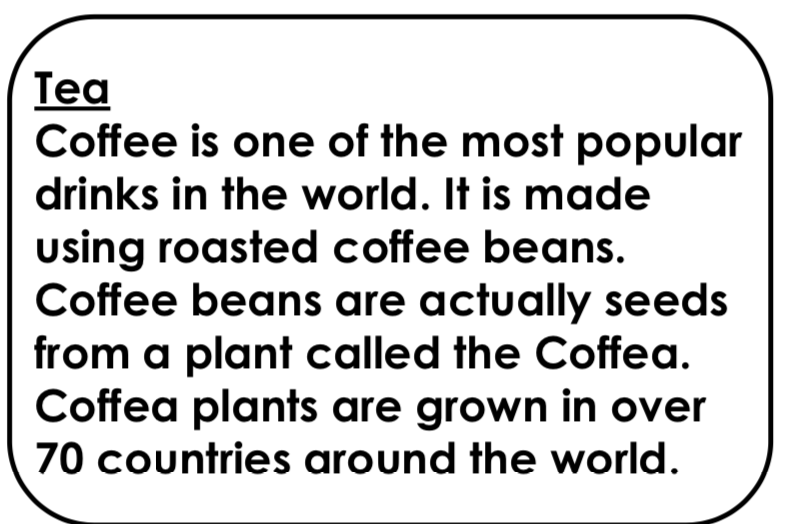 Tea
Coffee is one of the most popular
drinks in the world. It is made
using roasted coffee beans.
Coffee beans are actually seeds
from a plant called the Coffea.
Coffea plants are grown in over
70 countries around the world.